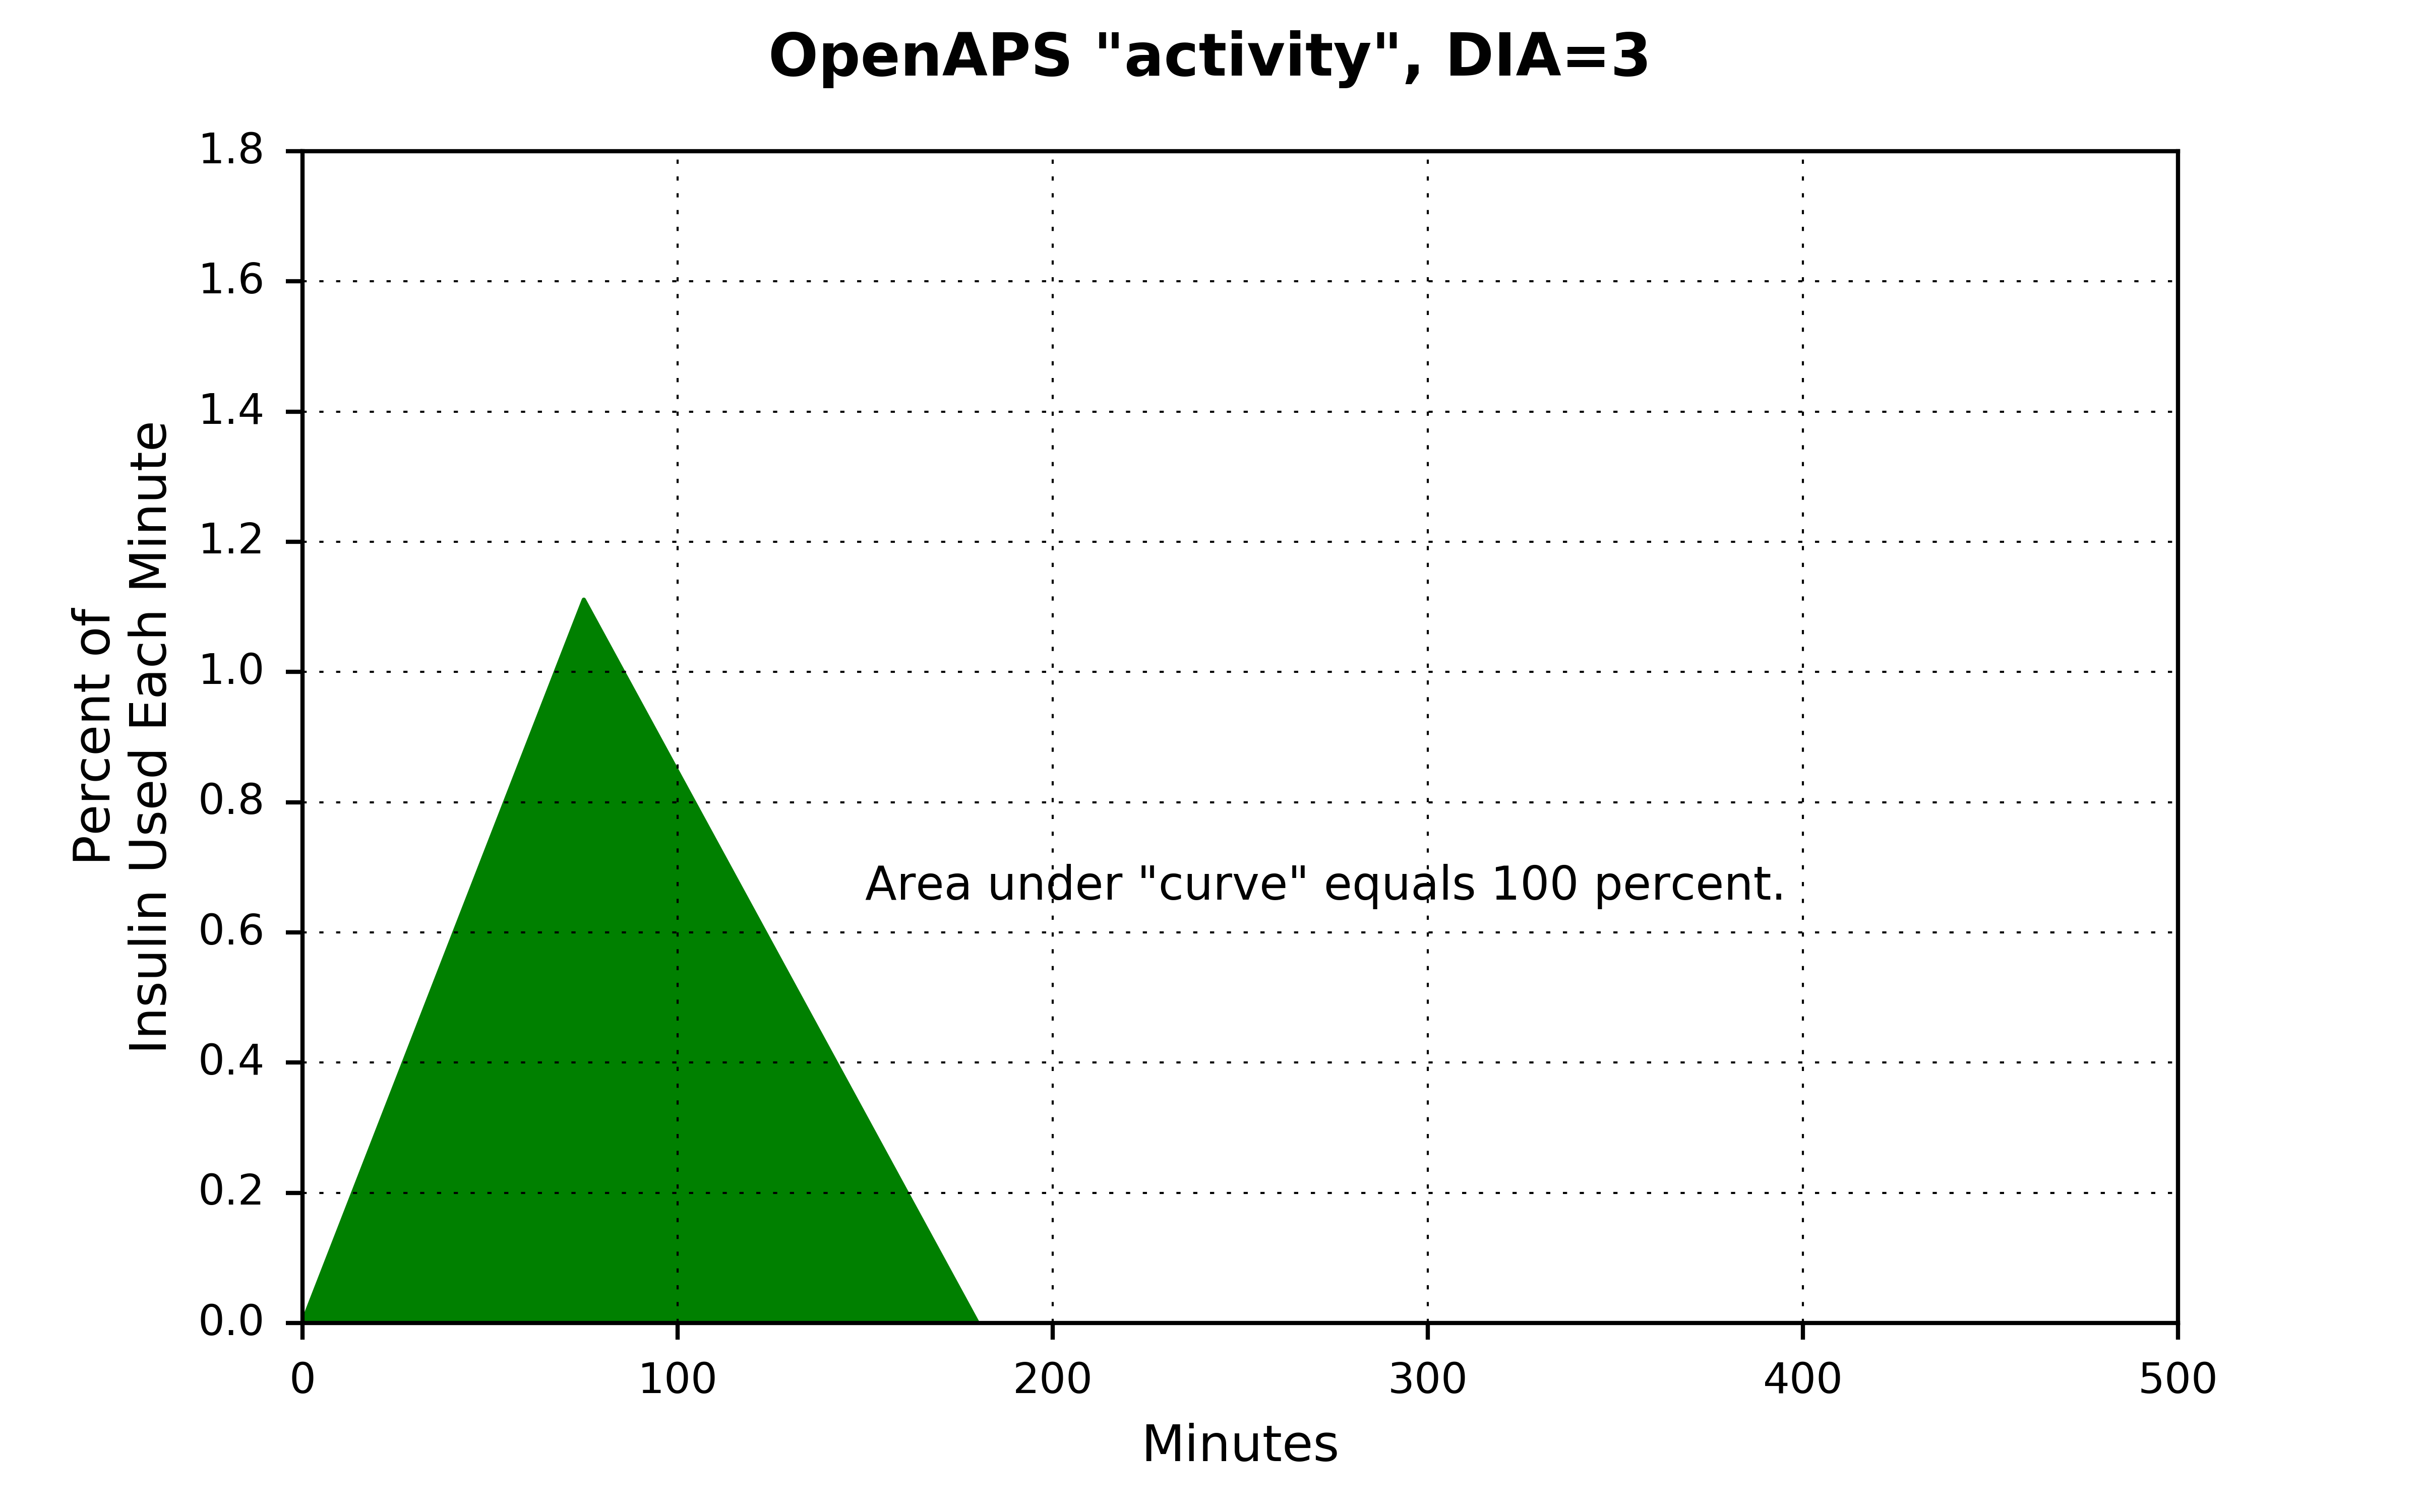 OpenAPS "activity", DIA=3
Percent of
Insulin Used Each Minute
1.8
1.6
1.4
1.2
1.0
0.8
0.6
0.4
0.2
0.0
Area under "curve" equals 100 percent.
0 100 200 300 400 500
Minutes